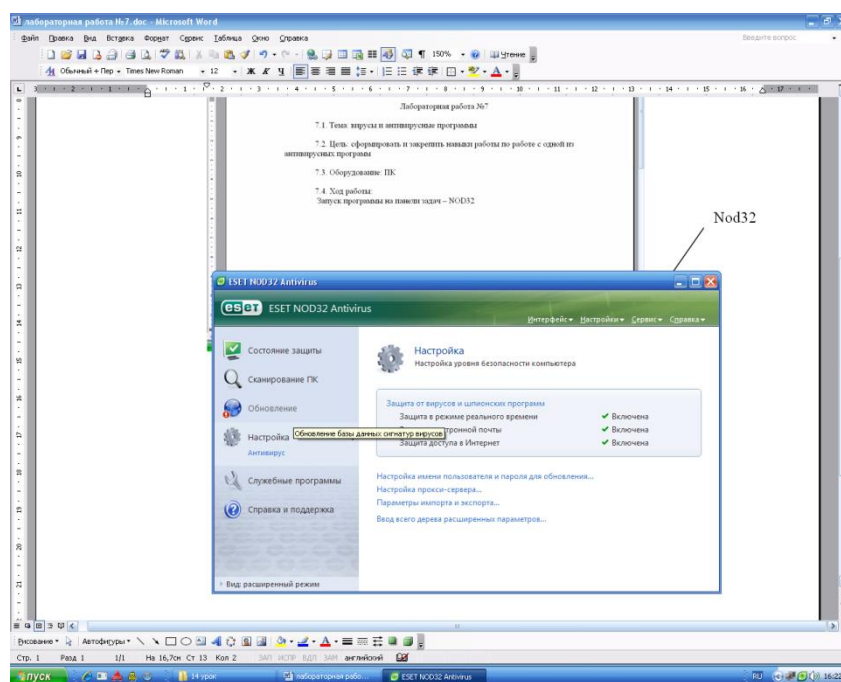 лабораторная работа №7.doc - Microsoft Word
Файл Правка Вид Вставка Формат Сервис Таблица Окно Справка
Введите вопрос
150% Чтение
Обычный + Пер Times New Roman 12 Ж К Ч
Лабораторная работа №7
7.1. Тема: вирусы и антивирусные программы
7.2. Цель: сформировать и закрепить навыки работы по работе с одной из
антивирусных программ
7.3. Оборудование: ПК
7.4. Ход работы:
Запуск программы на панели задач – NOD32
Nod32
ESET NOD32 Antivirus
eset ESET NOD32 Antivirus
Интерфейс Настройки Сервис Справка
Состояние защиты
Сканирование ПК
Обновление
Обновление базы данных сигнатур вирусов
Настройка
Антивирус
Служебные программы
Справка и поддержка
Вид: расширенный режим
Настройка
Настройка уровня безопасности компьютера
Защита от вирусов и шпионских программ
Защита в режиме реального времени Включена
тронной почты Включена
Защита доступа в Интернет Включена
Настройка имени пользователя и пароля для обновления...
Настройка прокси-сервера...
Параметры импорта и экспорта...
Ввод всего дерева расширенных параметров...
Рисование Автофигуры
Стр. 1 Разд 1 1/1 На 16,7см Ст 13 Кол 2 ЗАП ИСПР ВДЛ ЗАМ английский
пуск 14 урок лабораторная рабо... ESET NOD32 Antivirus RU 16:22